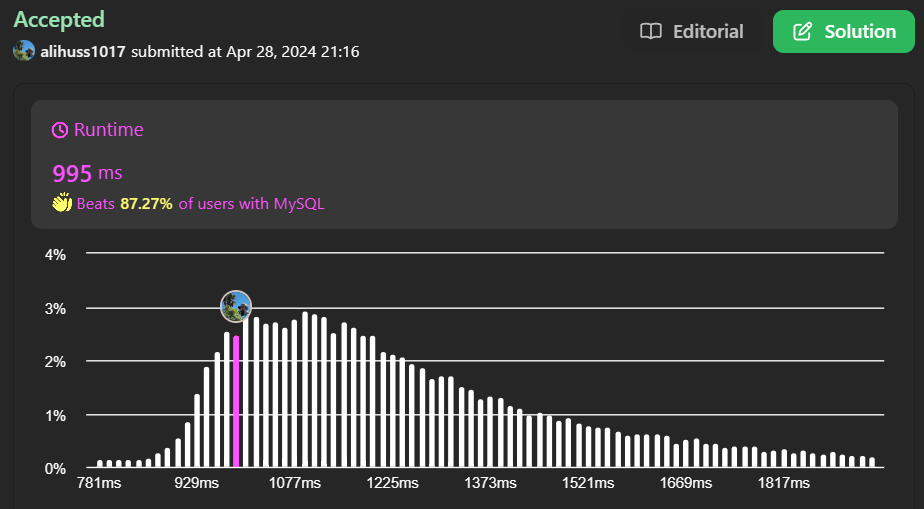 Accepted
alihuss1017 submitted at Apr 28, 2024 21:16
Editorial
Solution
Runtime
995 ms
Beats 87.27% of users with MySQL
4%
3%
2%
1%
0%
781ms 929ms 1077ms 1225ms 1373ms 1521ms 1669ms 1817ms